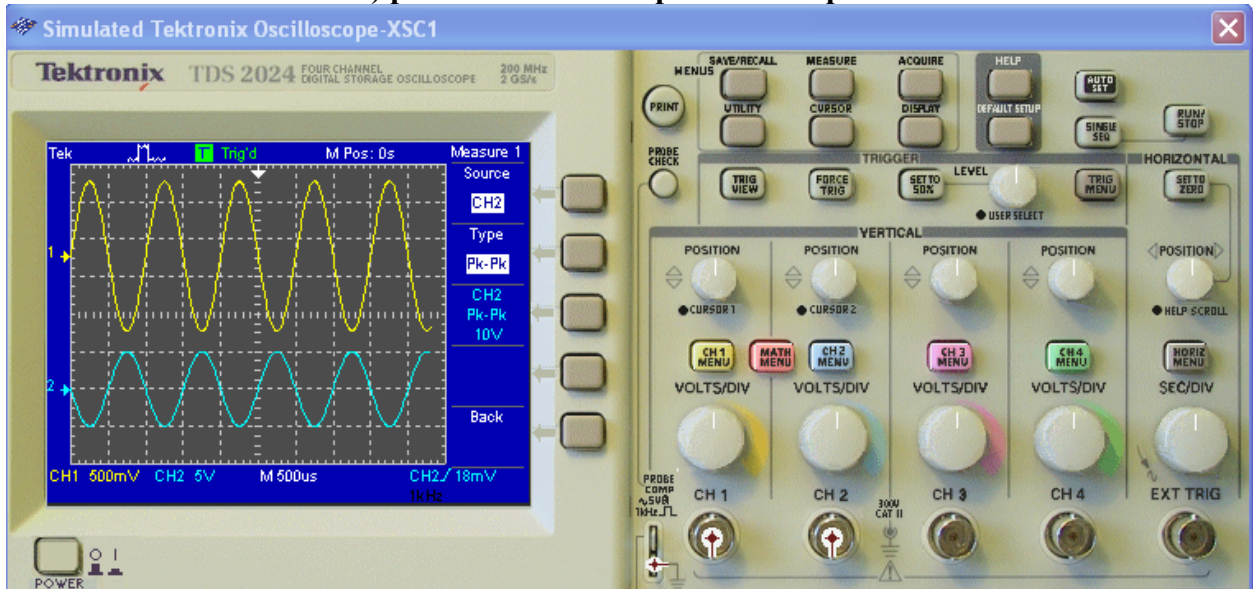 Simulated Tektronix Oscilloscope-XSC1
Tektronix TDS 2024 FOUR CHANNEL DIGITAL STORAGE OSCILLOSCOPE 200 MHz 2 GS/s
Tek T Trig'd M Pos: 0s Measure 1
Source
CH2
Type
Pk-Pk
CH2
Pk-Pk
10V
Back
1
2
CH1 500mV CH2 5V M 500us CH2 / 18mV
1kHz
POWER
PRINT
MENUS
SAVE/RECALL MEASURE ACQUIRE HELP
UTILITY CURSOR DISPLAY DEFAULT SETUP
AUTO SET
SINGLE SEQ
RUN/ STOP
PROBE CHECK
TRIGGER
TRIG VIEW
FORCE TRIG
SET TO 50%
LEVEL
USER SELECT
TRIG MENU
HORIZONTAL
SET TO ZERO
VERTICAL
POSITION POSITION POSITION POSITION POSITION
CURSOR 1 CURSOR 2 HELP SCROLL
CH 1 MENU
MATH MENU
CH 2 MENU
CH 3 MENU
CH 4 MENU
HORIZ MENU
VOLTS/DIV VOLTS/DIV VOLTS/DIV VOLTS/DIV SEC/DIV
PROBE COMP
~5V@
1kHz
CH 1 CH 2 CH 3 CH 4 EXT TRIG
300V
CAT II